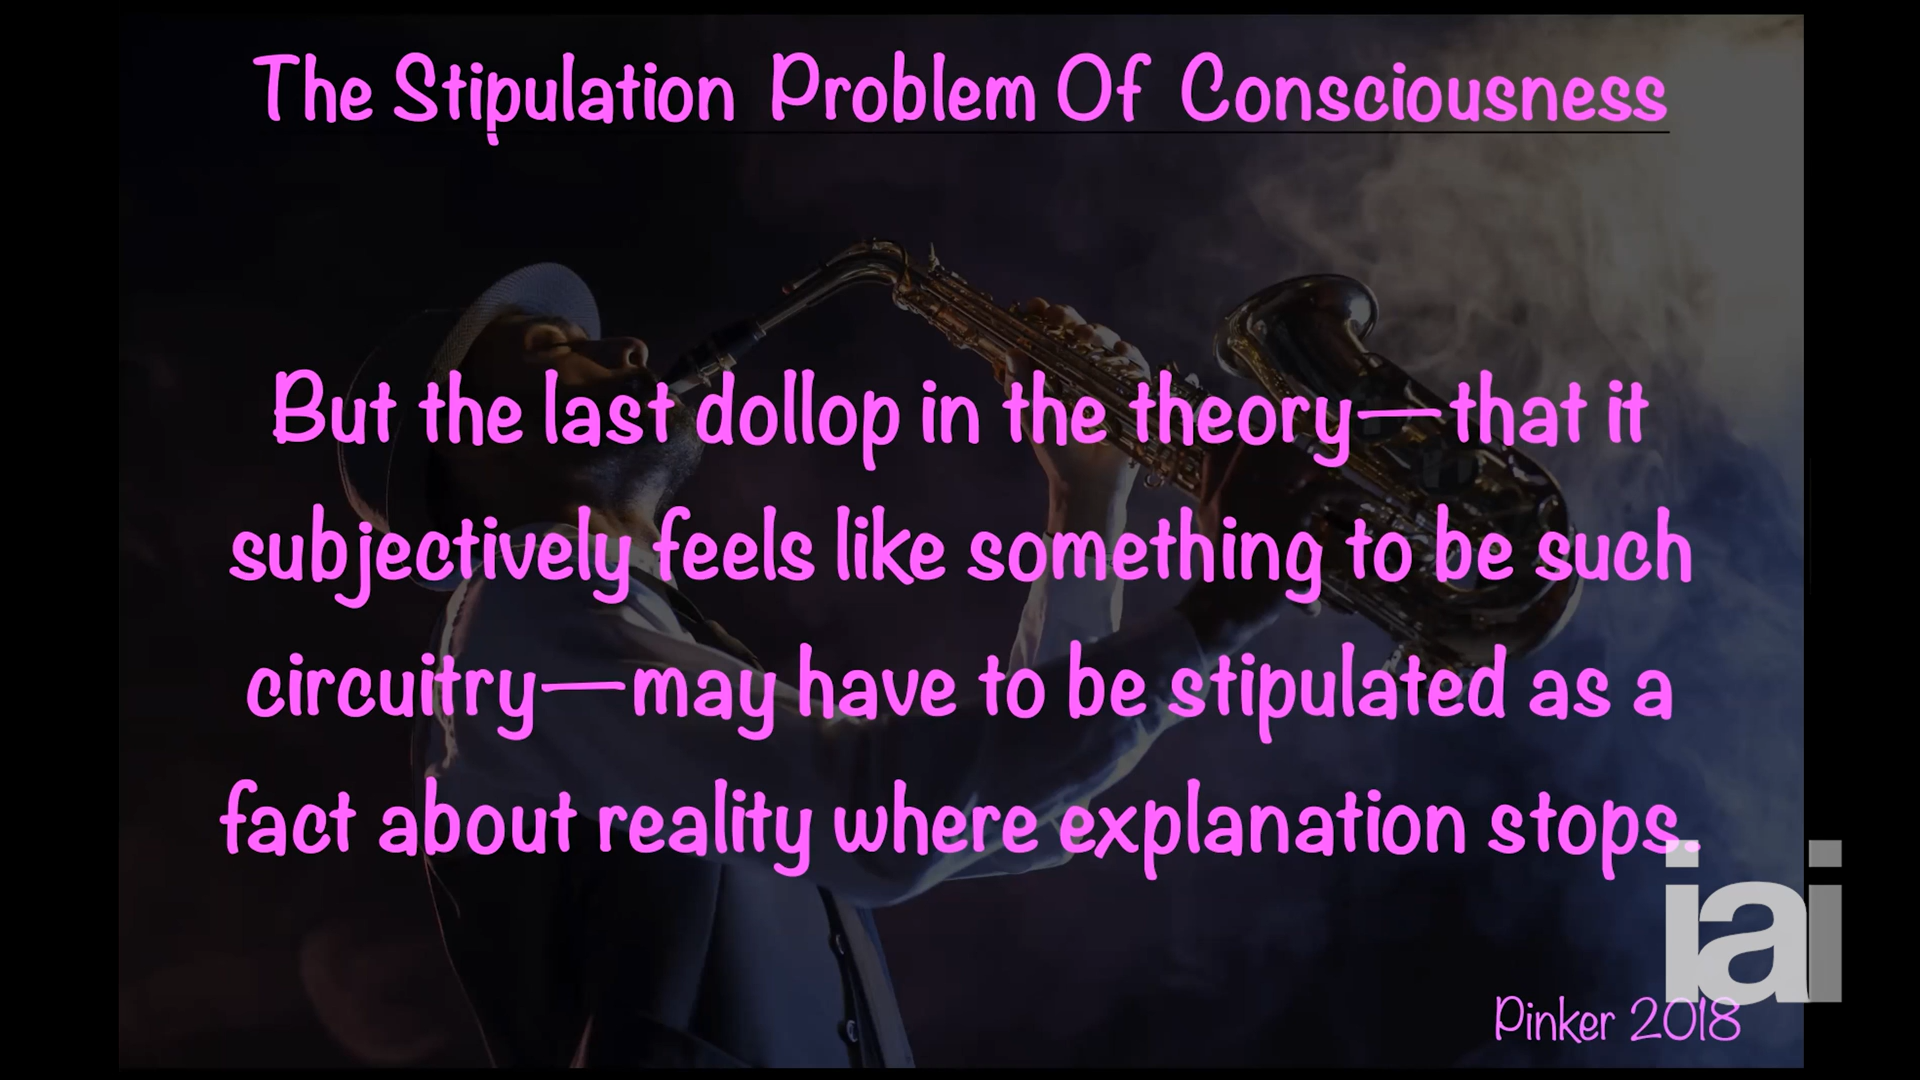 The Stipulation Problem Of Consciousness
But the last dollop in the theory—that it
subjectively feels like something to be such
circuitry—may have to be stipulated as a
fact about reality where explanation stops.
iai
Pinker 2018